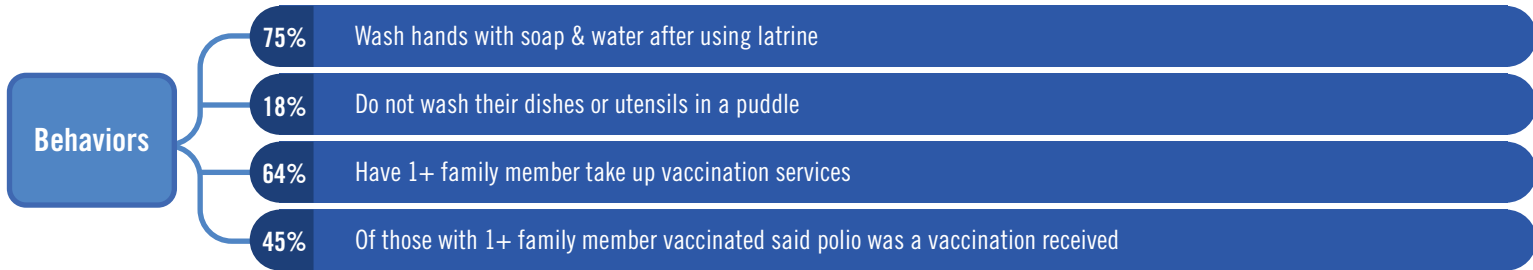 Behaviors
75% Wash hands with soap & water after using latrine
18% Do not wash their dishes or utensils in a puddle
64% Have 1+ family member take up vaccination services
45% Of those with 1+ family member vaccinated said polio was a vaccination received